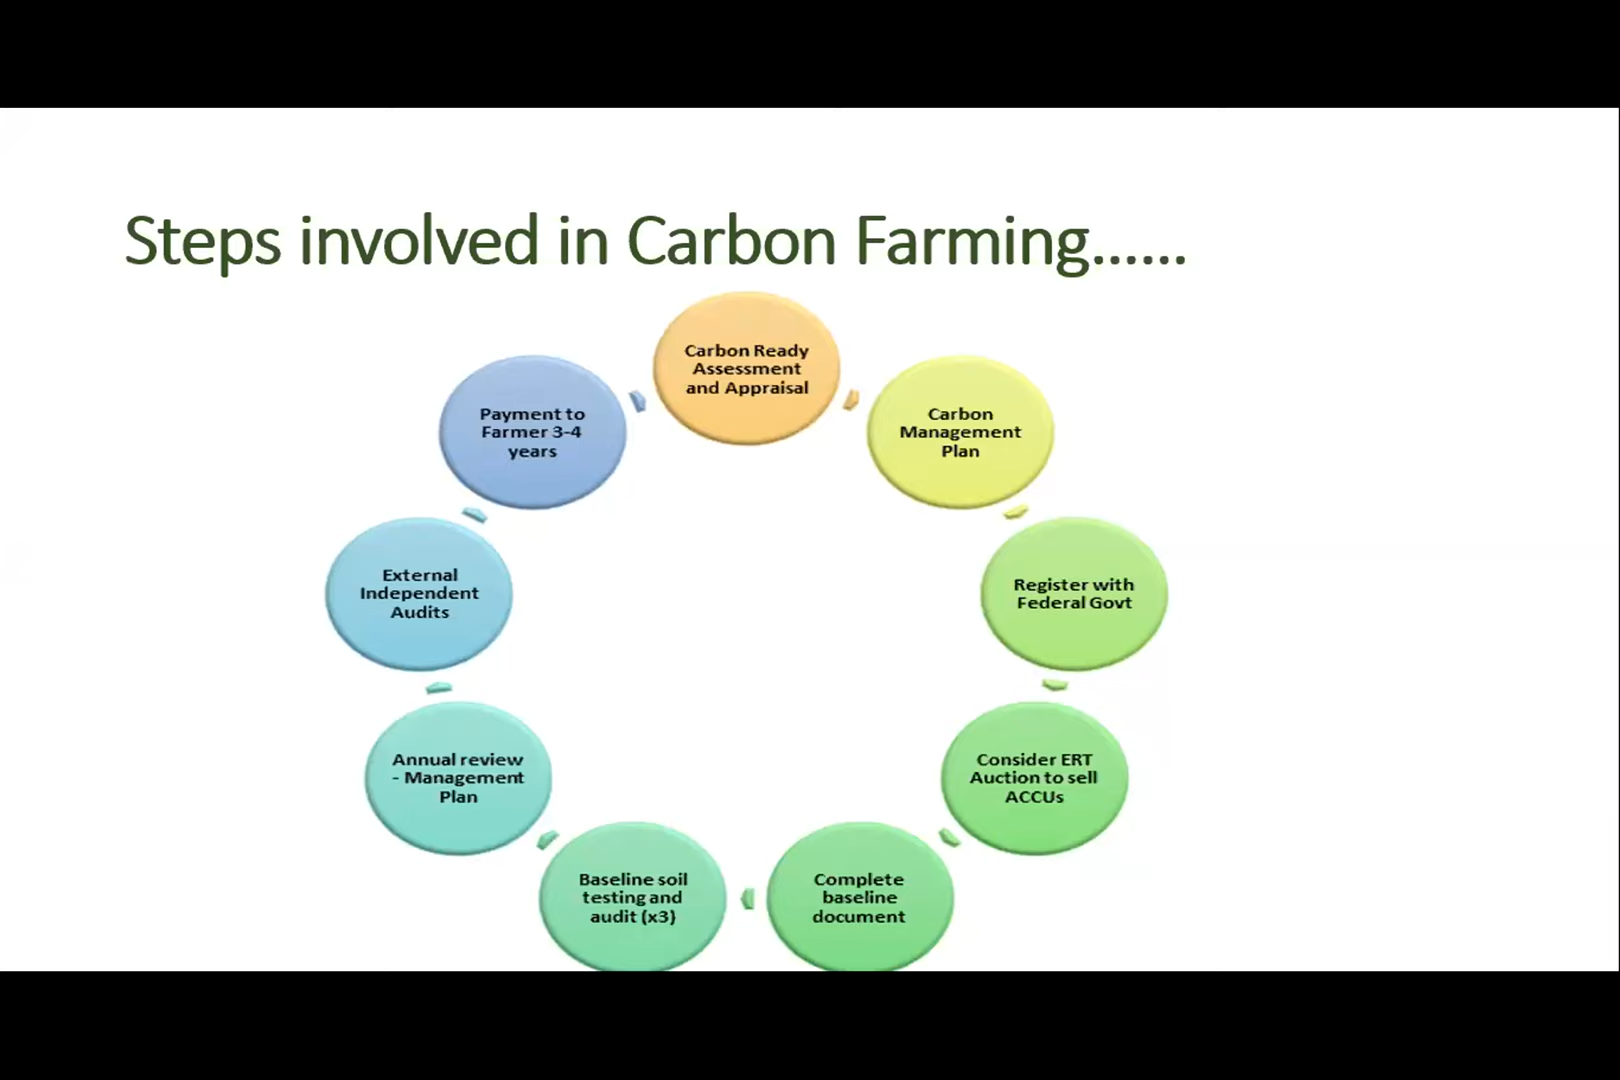 Steps involved in Carbon Farming......
Carbon Ready
Assessment
and Appraisal
Carbon
Management
Plan
Register with
Federal Govt
Consider ERT
Auction to sell
ACCUs
Complete
baseline
document
Baseline soil
testing and
audit (x3)
Annual review
- Management
Plan
External
Independent
Audits
Payment to
Farmer 3-4
years